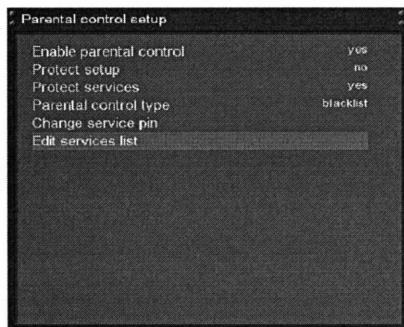 Parental control setup
Enable parental control yes
Protect setup no
Protect services yes
Parental control type blacklist
Change service pin
Edit services list